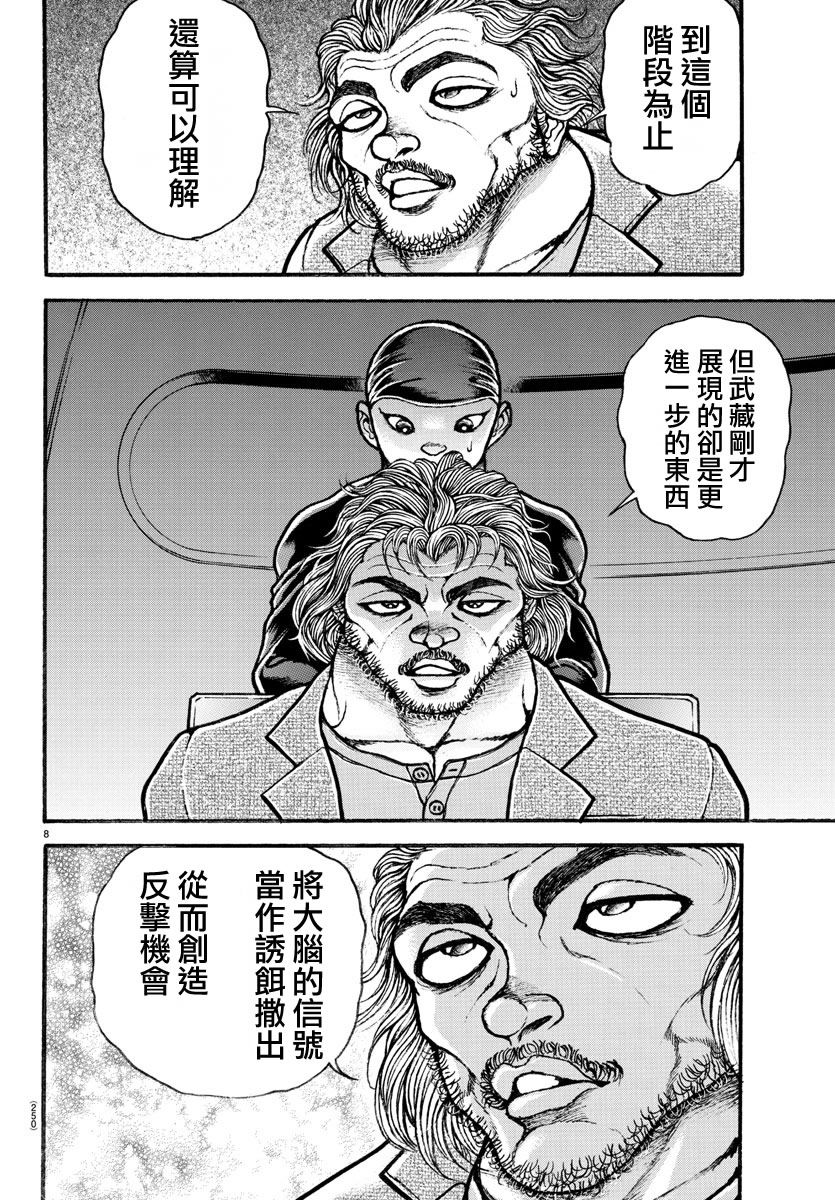 到這個
階段為止
還算可以理解
但武藏剛才
展現的卻是更
進一步的東西
將大腦的信號
當作誘餌撒出
從而創造
反擊機會
8
(250)